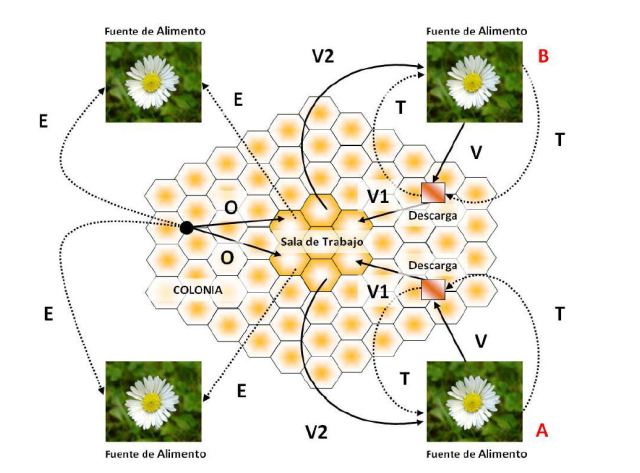 Fuente de Alimento
Fuente de Alimento
V2
B
E
E
T
T
V
V1
O
Descarga
Sala de Trabajo
O
Descarga
COLONIA
V1
E
T
V
E
T
V2
A
Fuente de Alimento
Fuente de Alimento